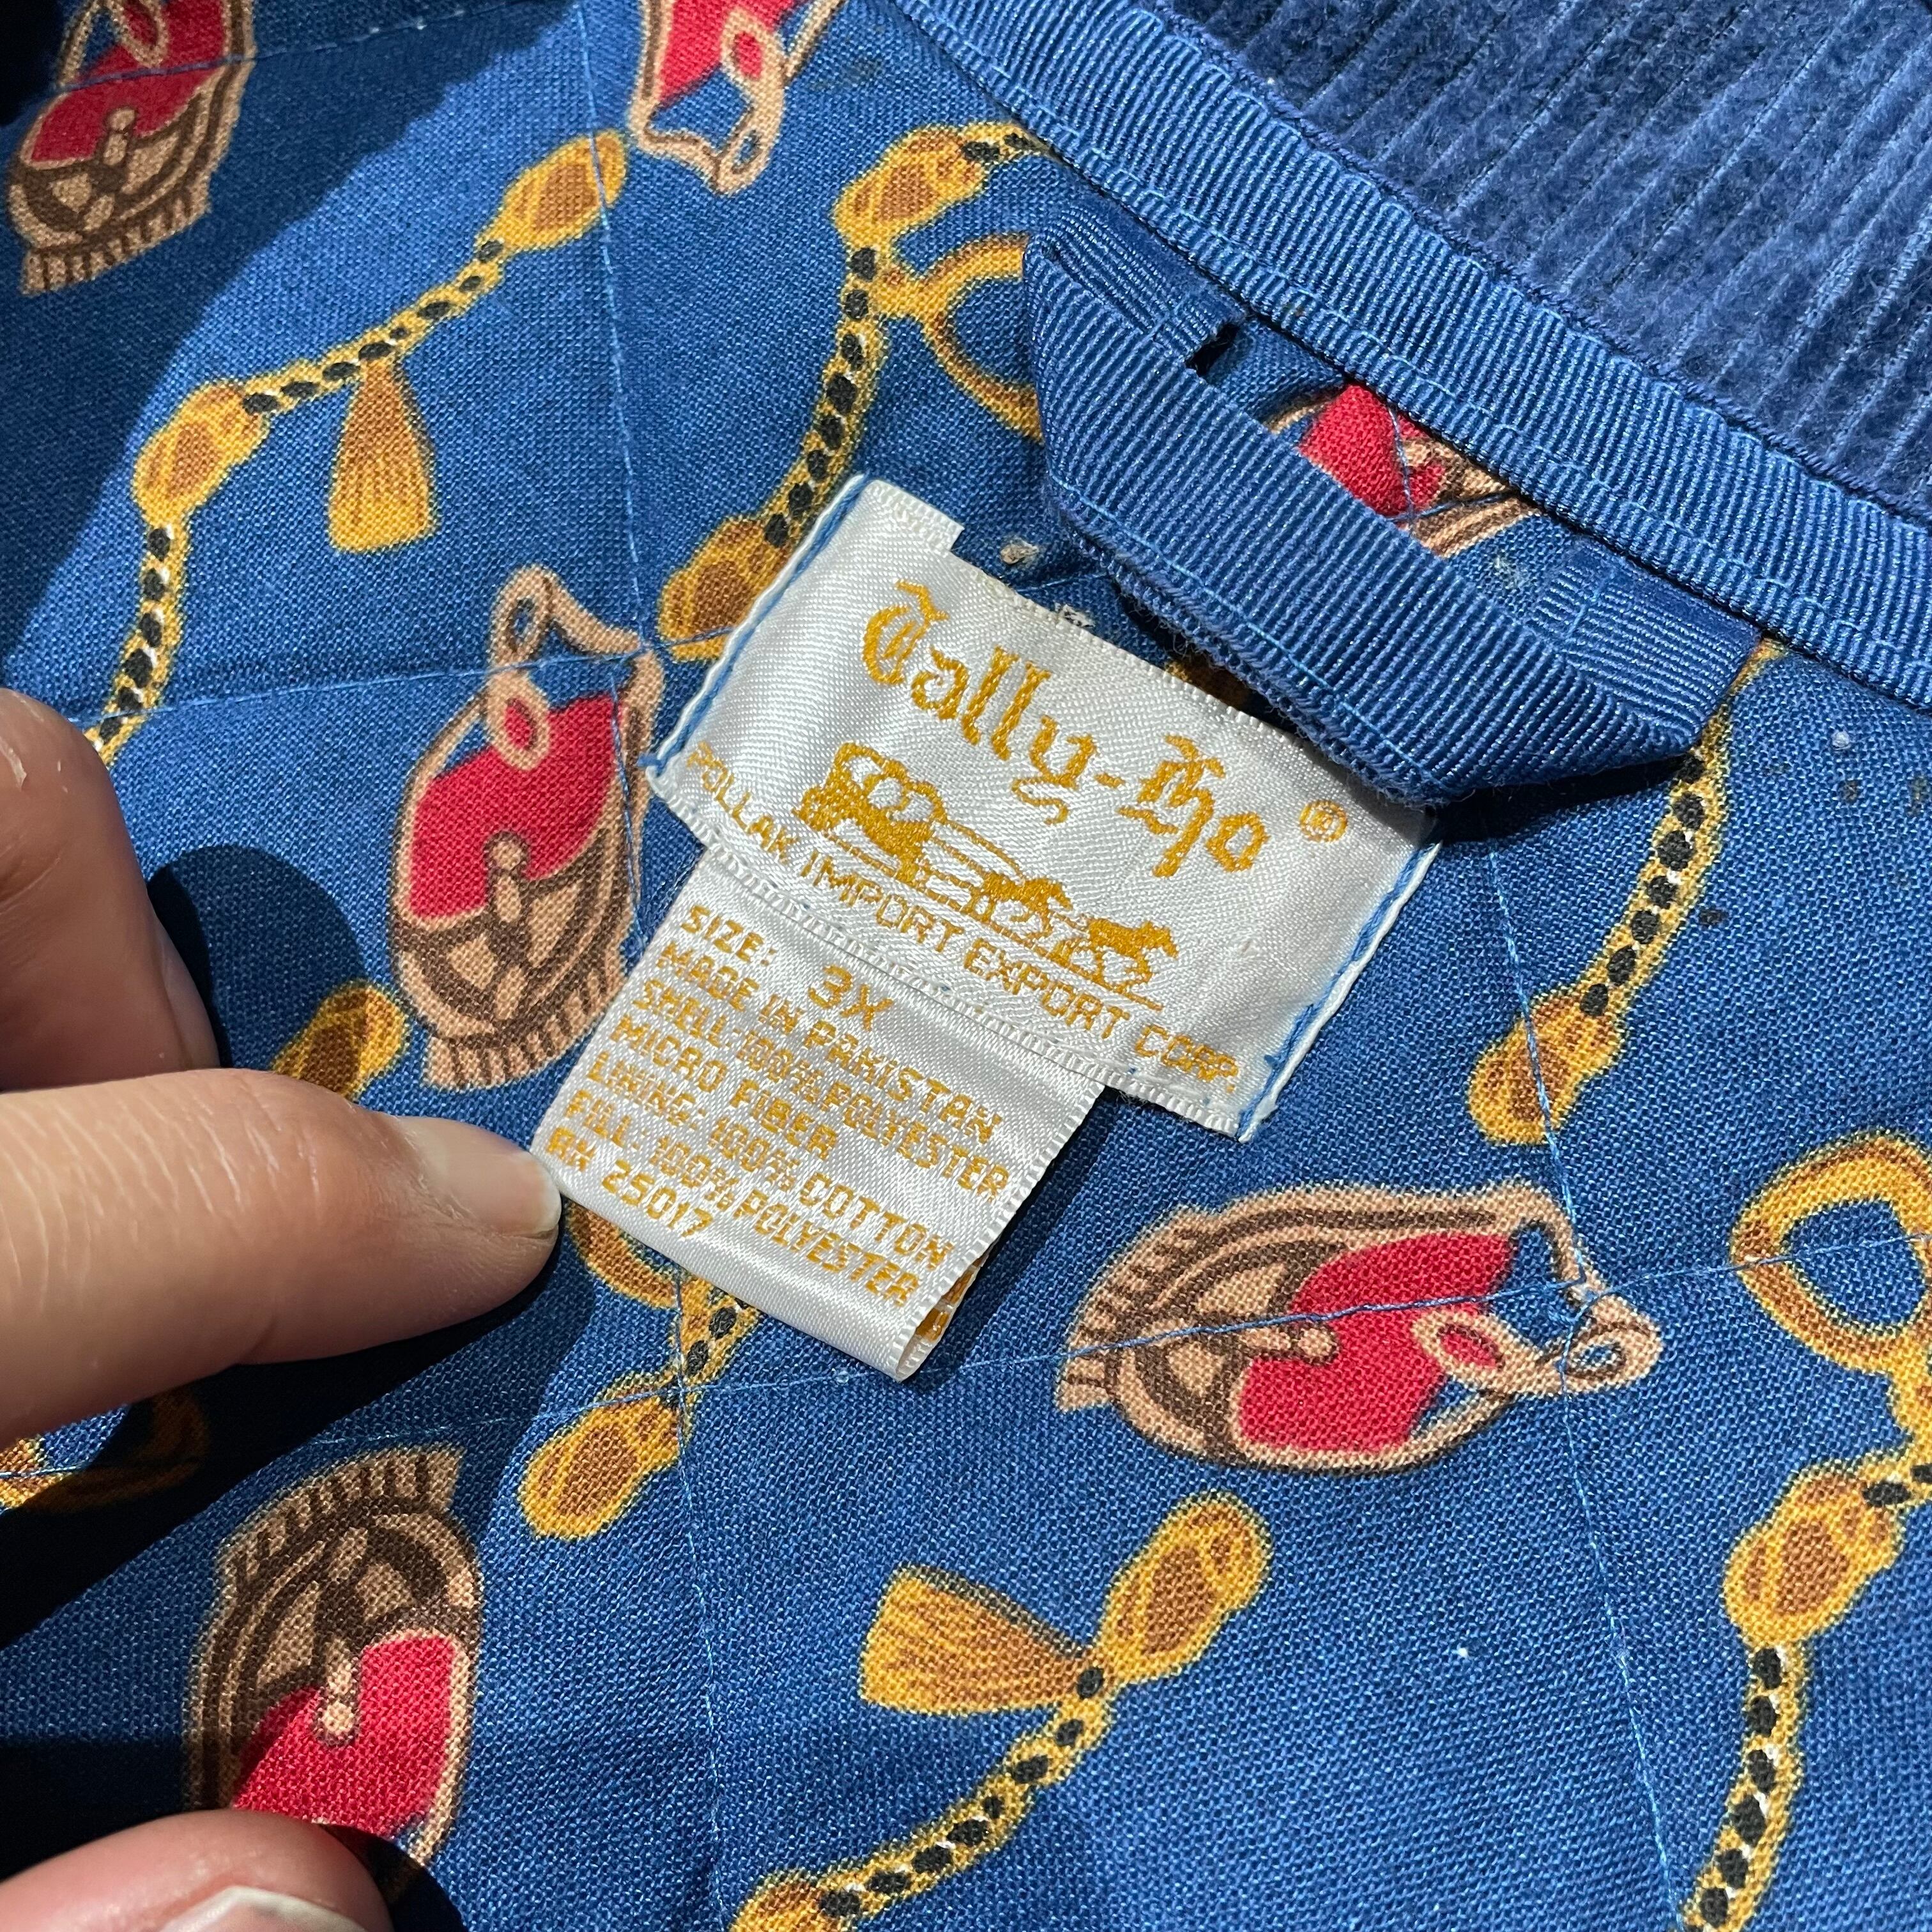 Tally-Ho ®
POLLAK IMPORT EXPORT CORP.
SIZE: 3X
MADE IN PAKISTAN
SHELL: 100% POLYESTER
MICRO FIBER
LINING: 100% COTTON
FILL: 100% POLYESTER
RN 25017